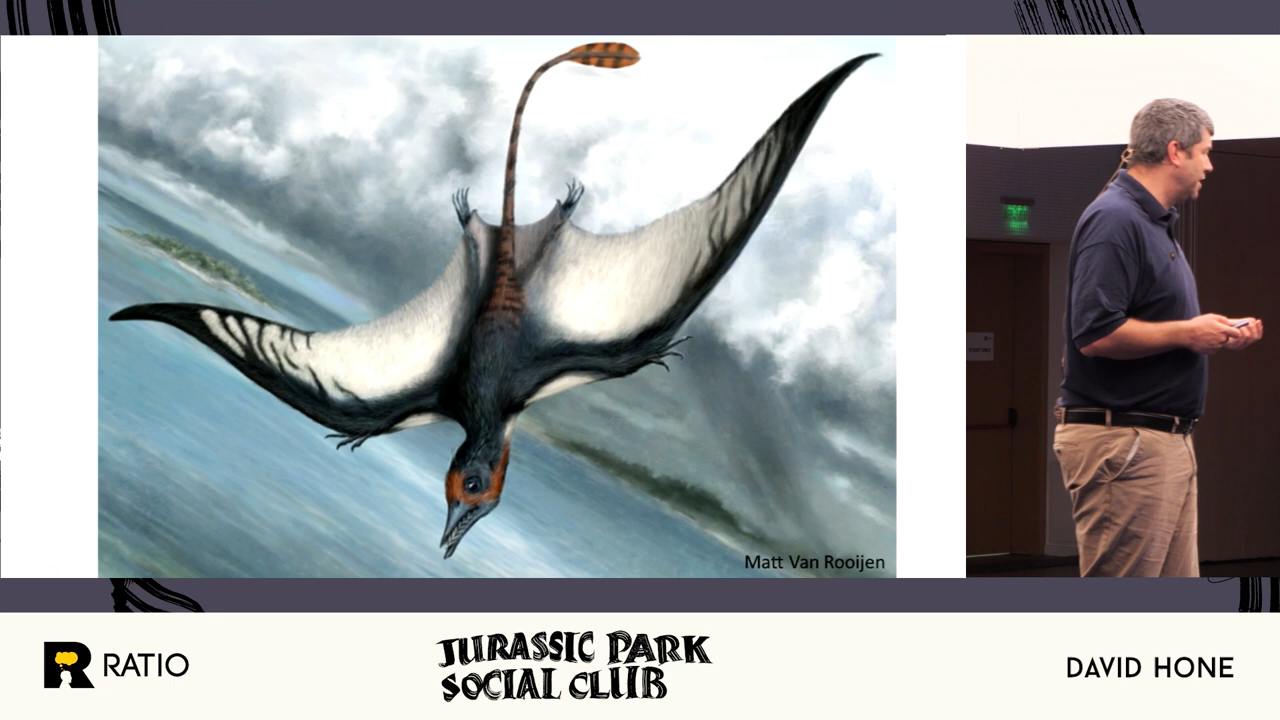 Matt Van Rooijen
RATIO
JURASSIC PARK
SOCIAL CLUB
DAVID HONE